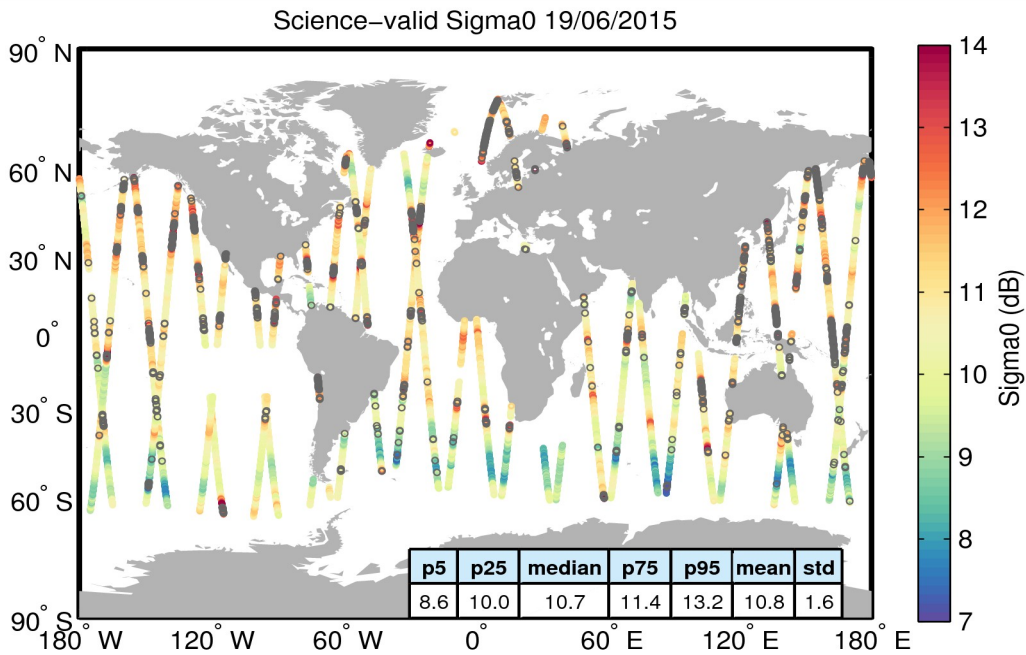 Science−valid Sigma0 19/06/2015
90° N
60° N
30° N
0°
30° S
60° S
90° S
180° W
120° W
60° W
0°
60° E
120° E
180° E
14
13
12
11
10
9
8
7
Sigma0 (dB)
p5 p25 median p75 p95 mean std
8.6 10.0 10.7 11.4 13.2 10.8 1.6